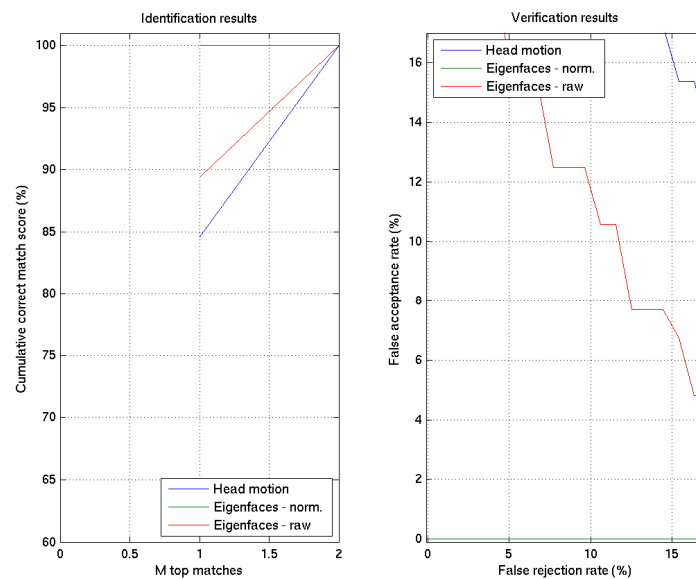 Identification results
100
95
90
85
80
75
70
65
60
0
0.5
1
1.5
2
Cumulative correct match score (%)
M top matches
Head motion
Eigenfaces - norm.
Eigenfaces - raw
Verification results
Head motion
Eigenfaces - norm.
Eigenfaces - raw
16
14
12
10
8
6
4
2
0
0
5
10
15
False acceptance rate (%)
False rejection rate (%)